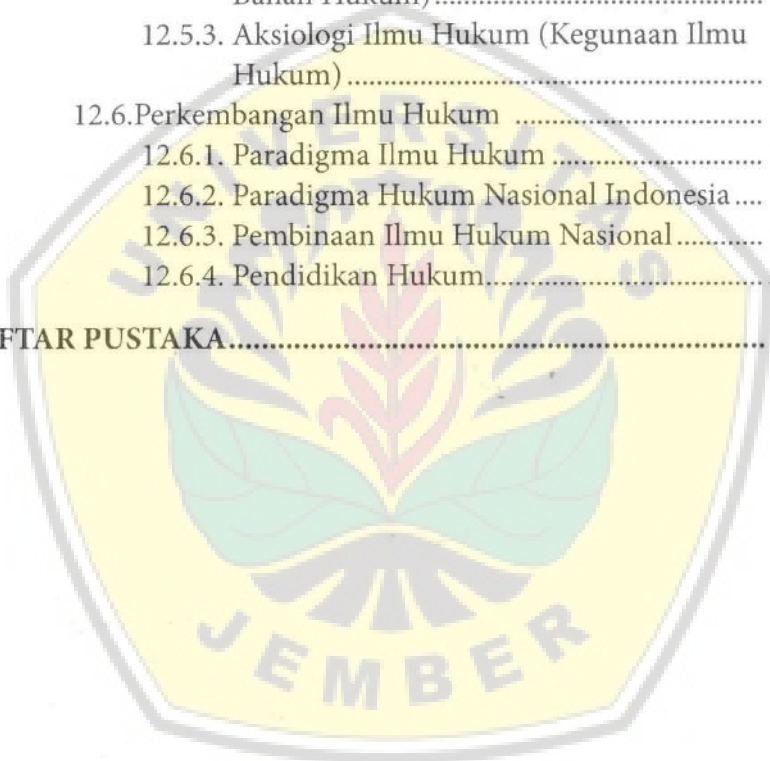 Hukum)....................................................
12.5.3. Aksiologi Ilmu Hukum (Kegunaan Ilmu
Hukum) ....................................................
12.6.Perkembangan Ilmu Hukum ...............................
12.6.1. Paradigma Ilmu Hukum ..........................
12.6.2. Paradigma Hukum Nasional Indonesia ....
12.6.3. Pembinaan Ilmu Hukum Nasional ............
12.6.4. Pendidikan Hukum...................................
FTAR PUSTAKA...................................................................
UNIVERSITAS
JEMBER